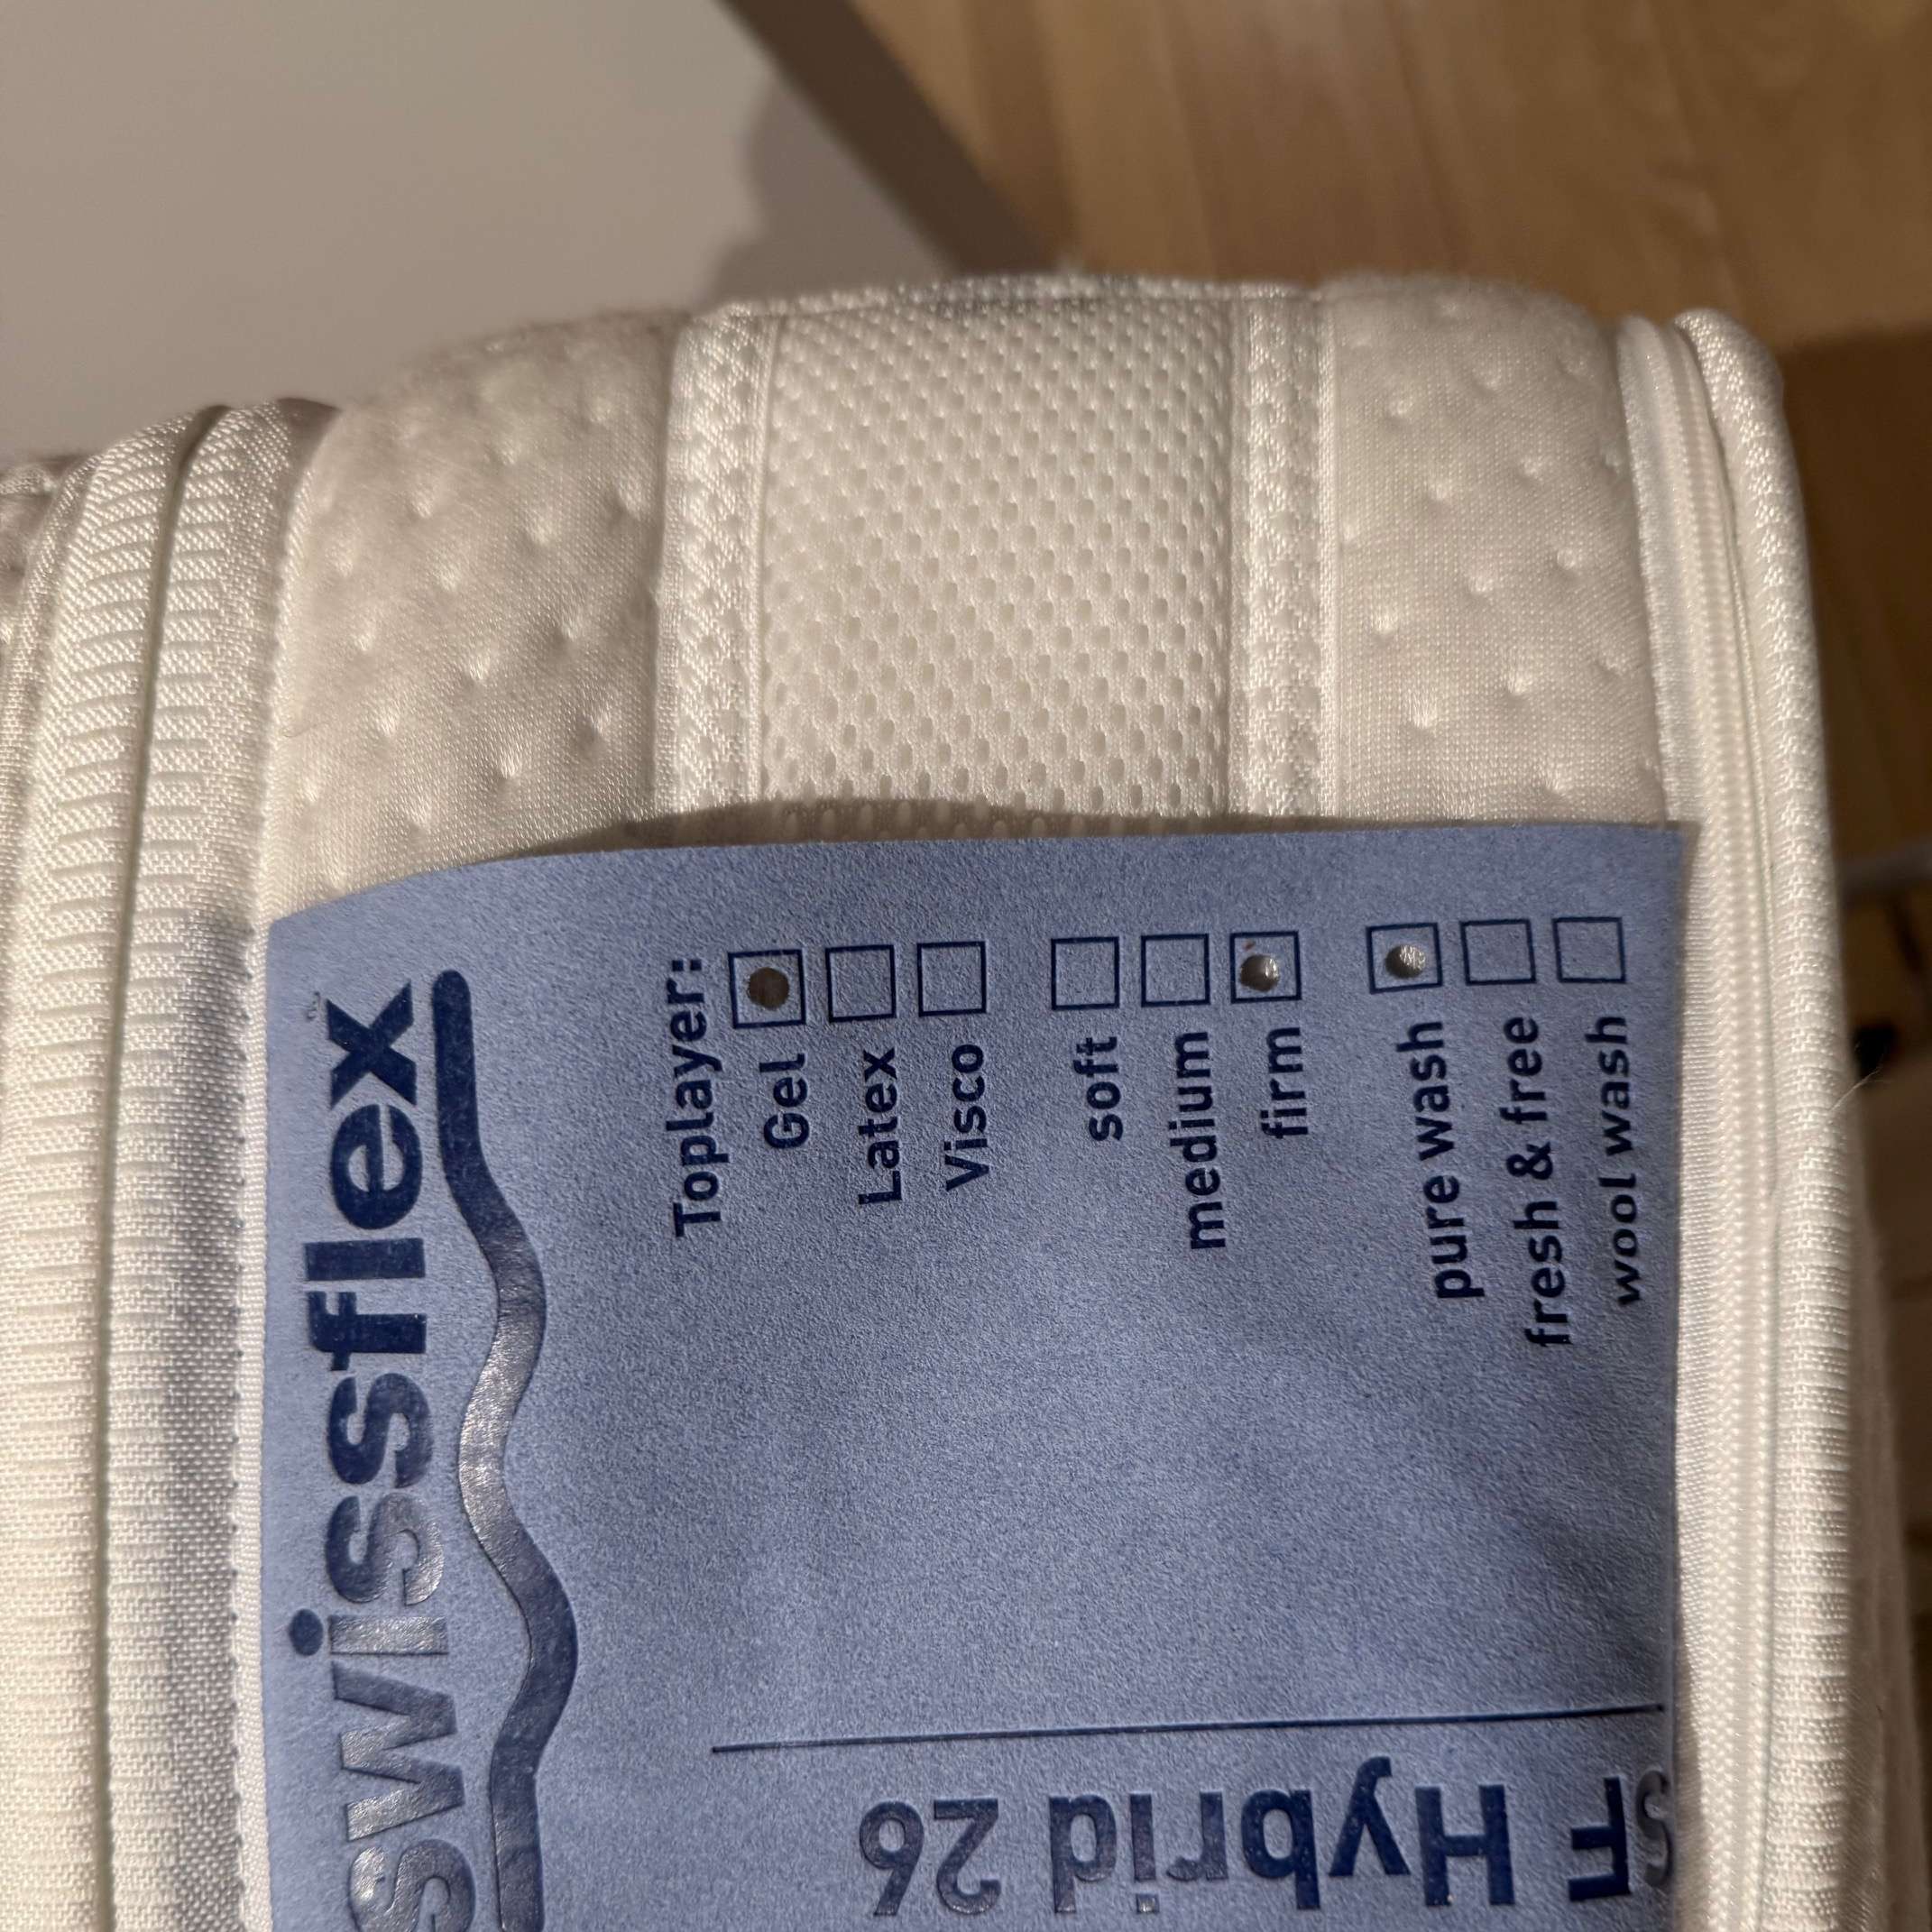 swissflex
Toplayer:
Gel
Latex
Visco
soft
medium
firm
pure wash
fresh & free
wool wash
SF Hybrid 26